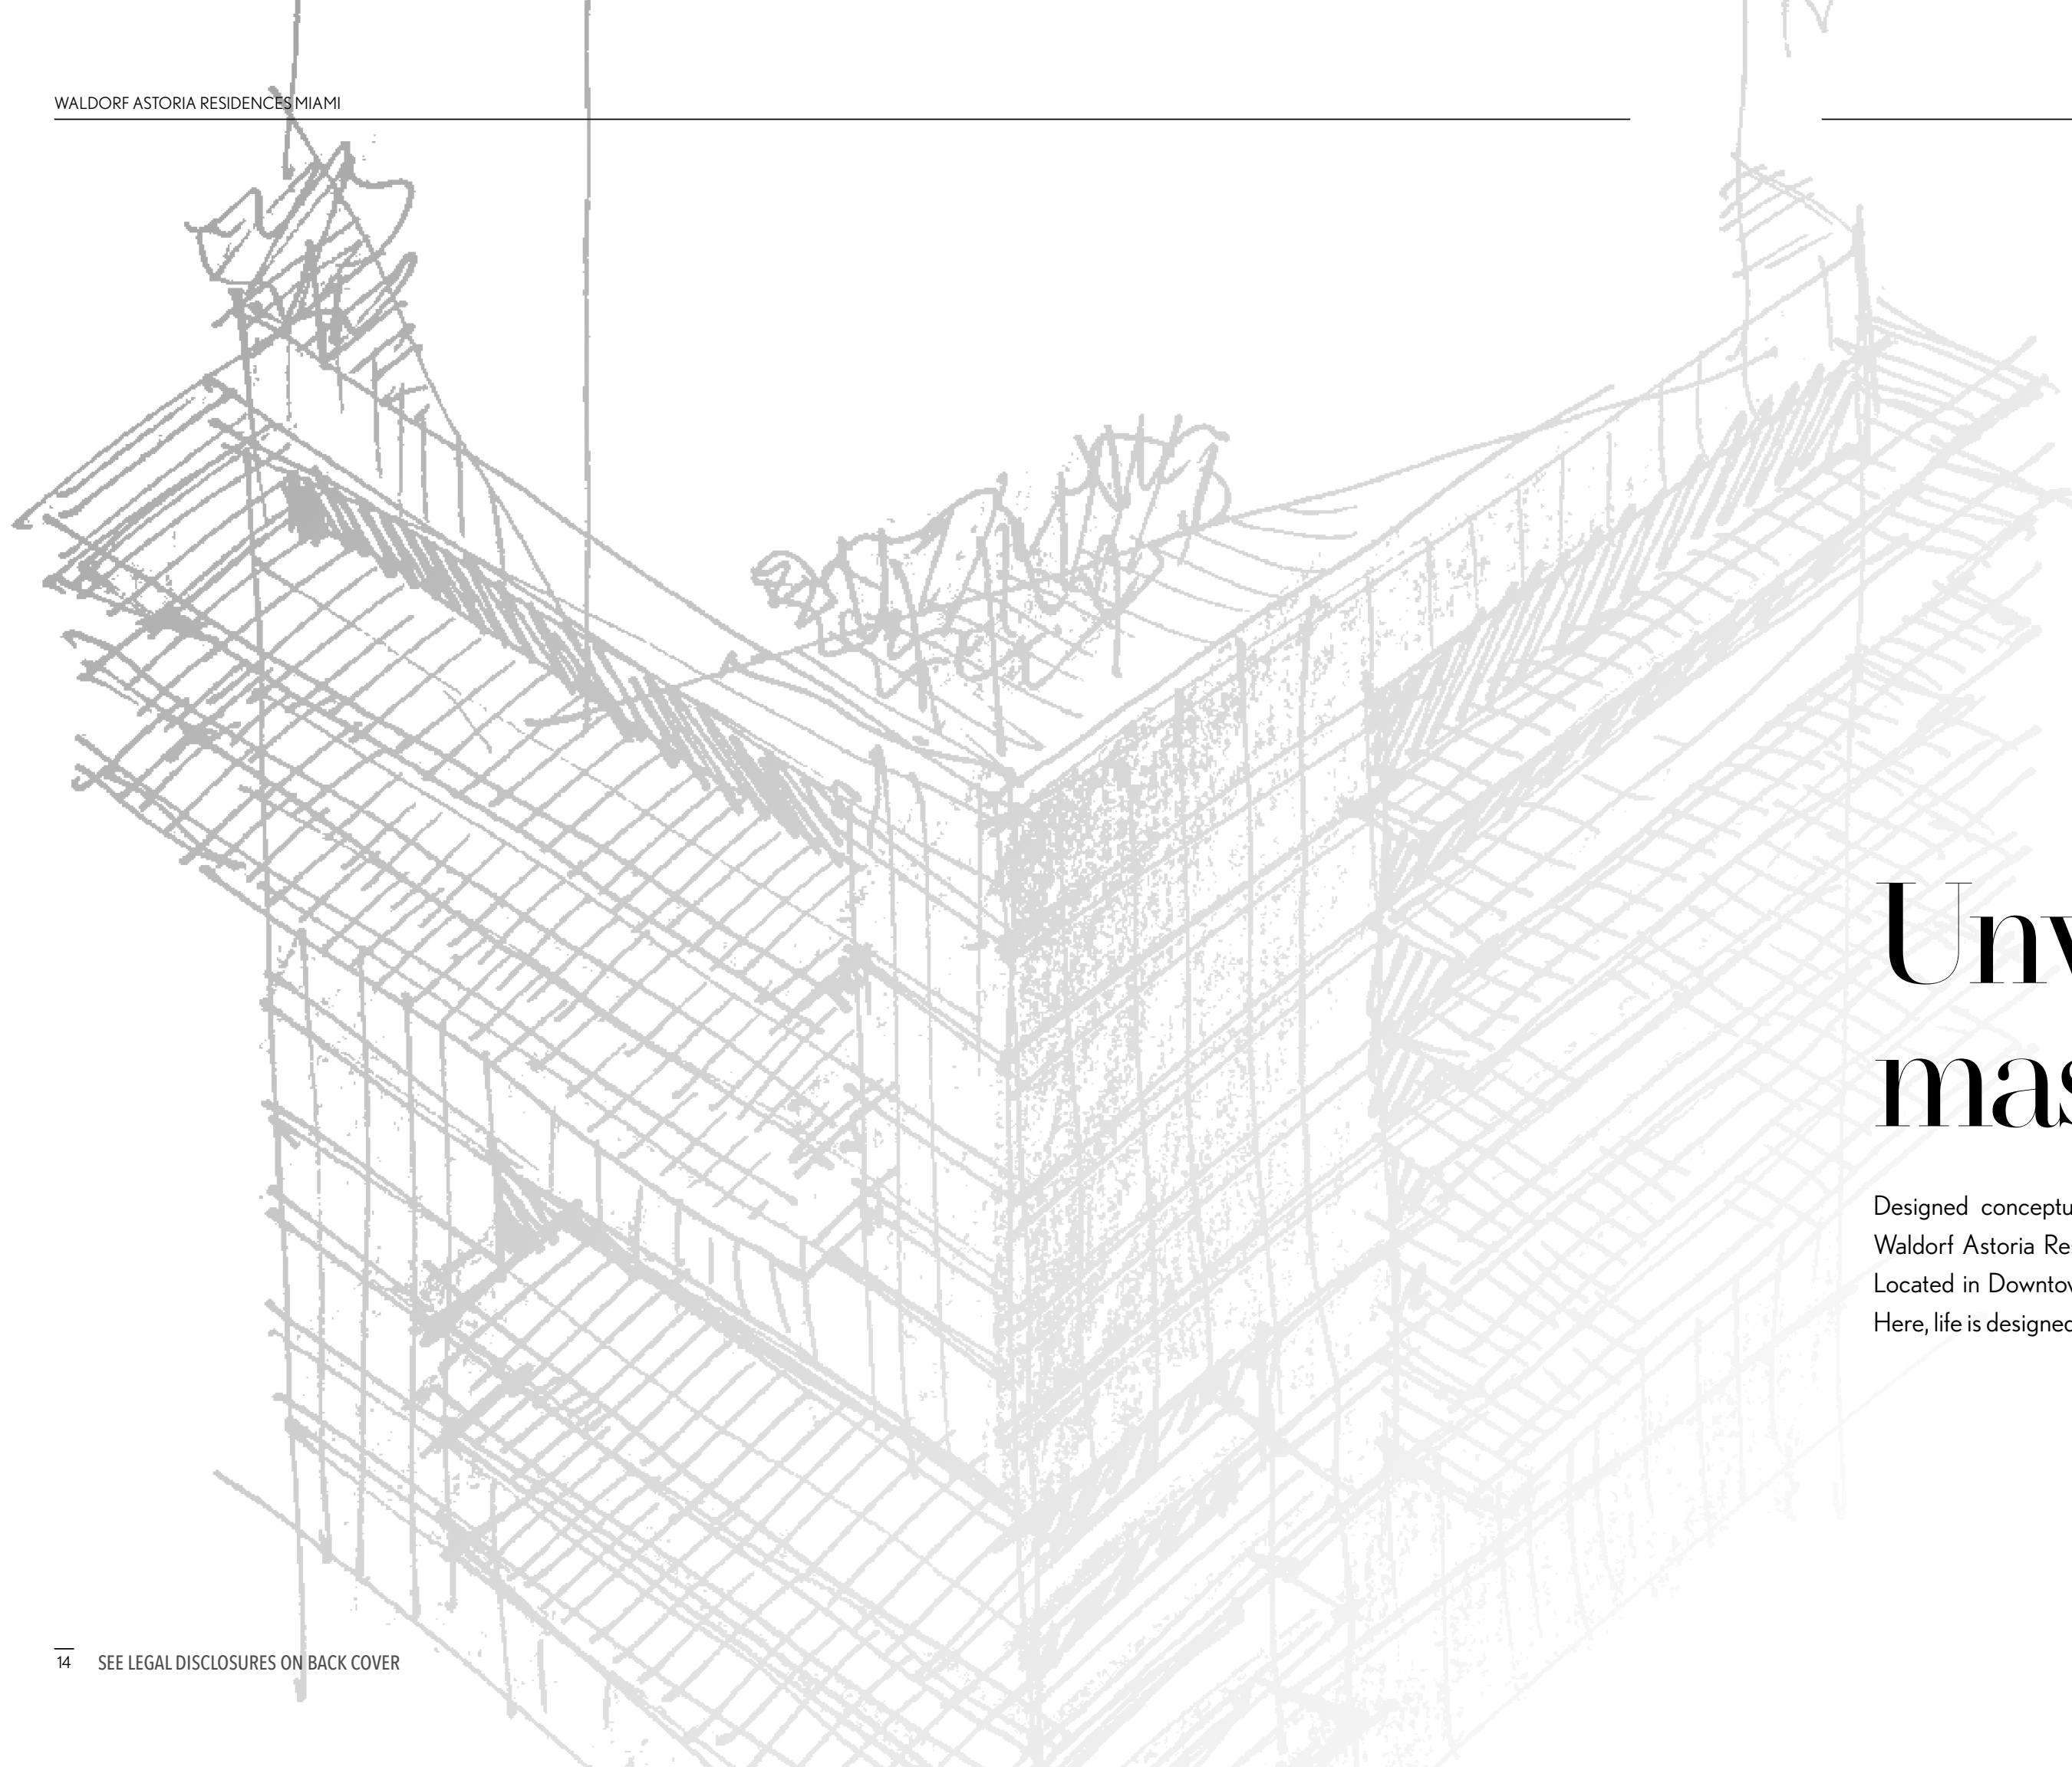 WALDORF ASTORIA RESIDENCES MIAMI
Unv
mas
Designed conceptu
Waldorf Astoria Re
Located in Downtow
Here, life is designed
14 SEE LEGAL DISCLOSURES ON BACK COVER